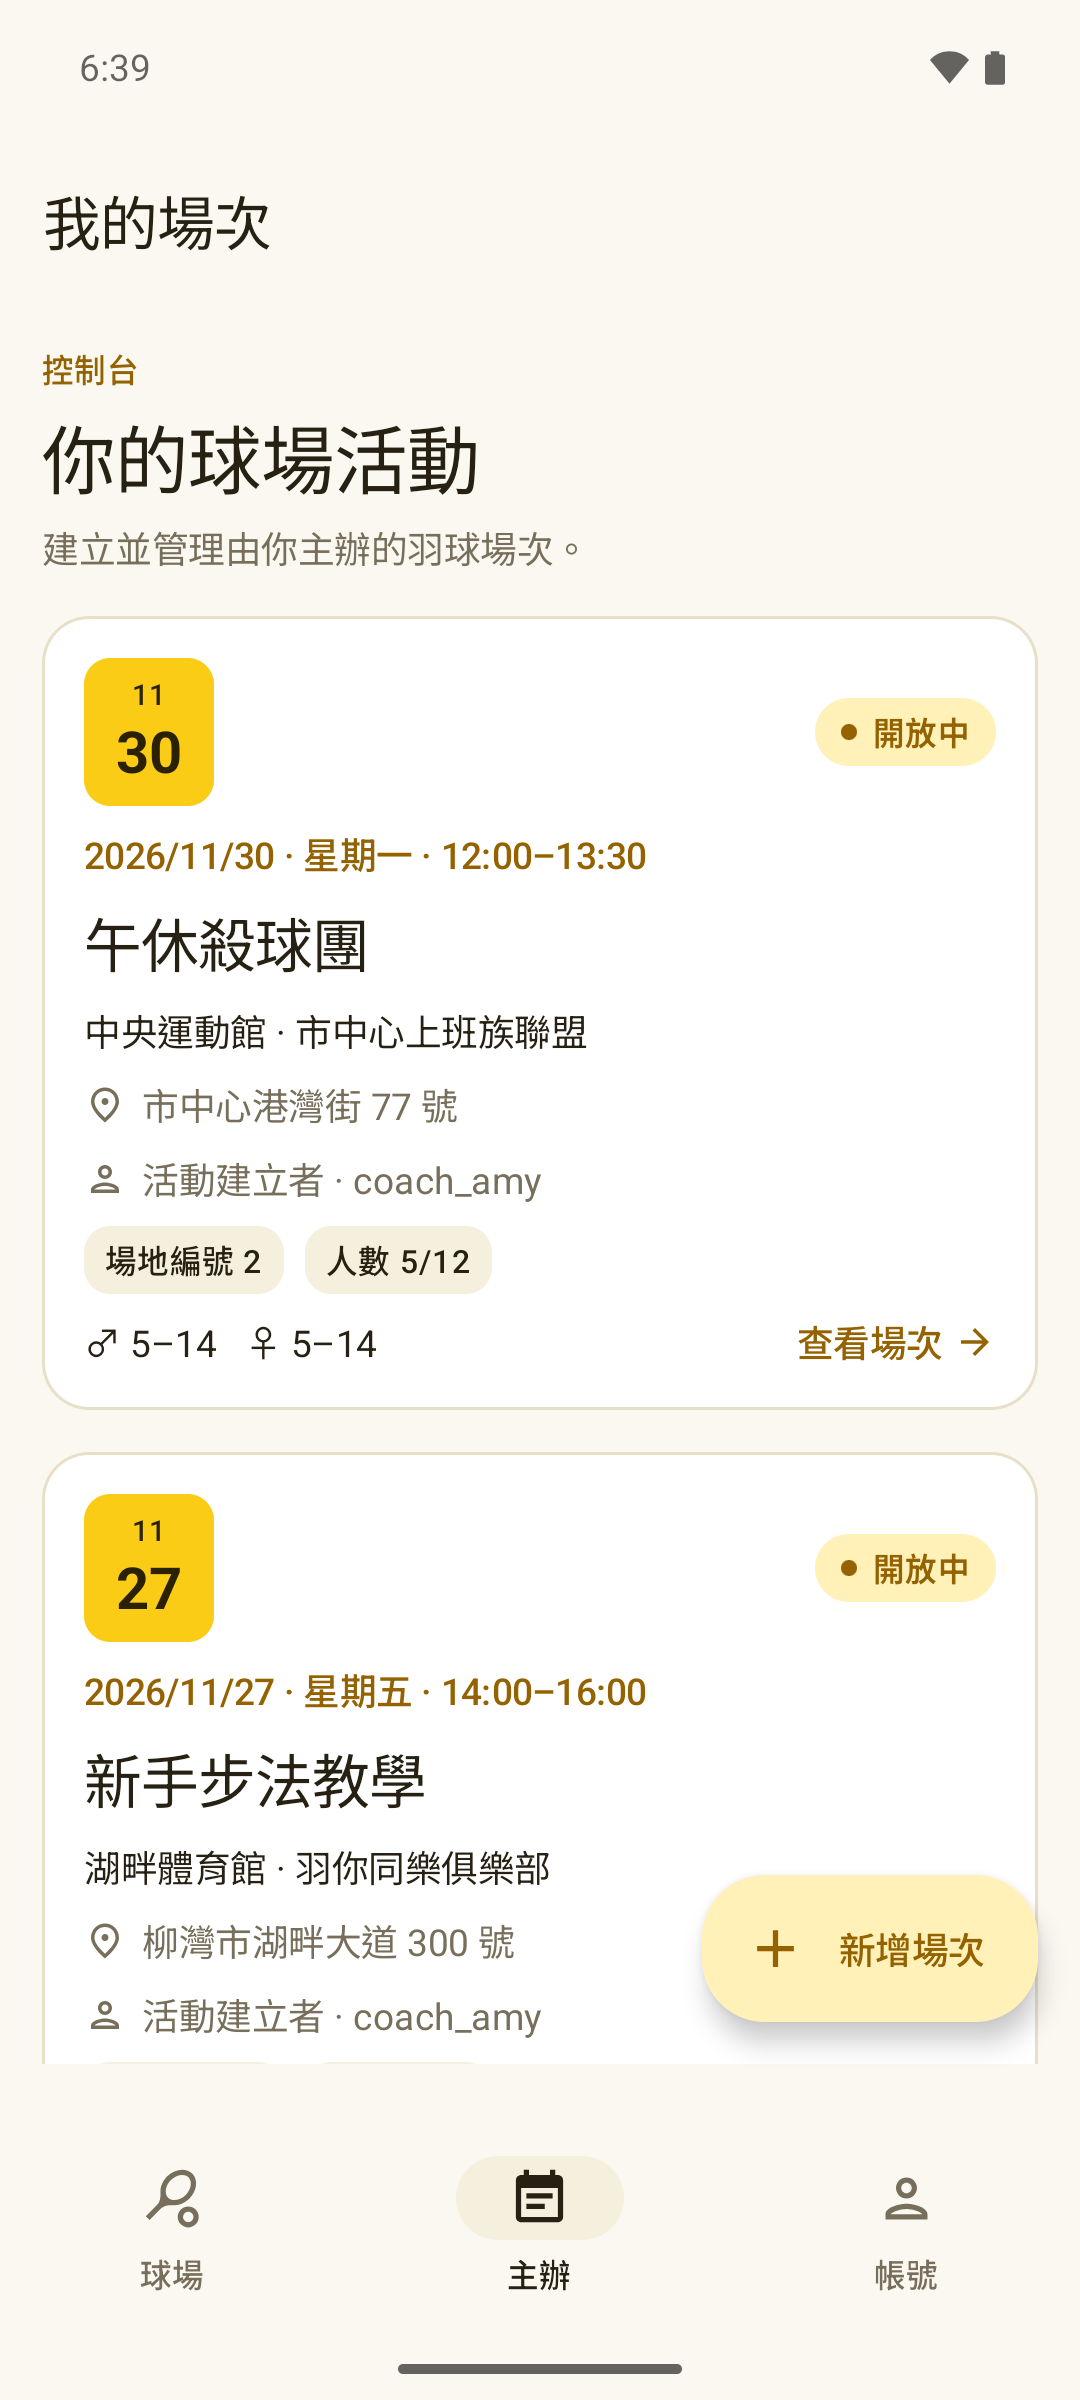 6:39
我的場次
控制台
你的球場活動
建立並管理由你主辦的羽球場次。
11
30
開放中
2026/11/30 · 星期一 · 12:00–13:30
午休殺球團
中央運動館 · 市中心上班族聯盟
市中心港灣街 77 號
活動建立者 · coach_amy
場地編號 2
人數 5/12
♂ 5–14 ♀ 5–14
查看場次 →
11
27
開放中
2026/11/27 · 星期五 · 14:00–16:00
新手步法教學
湖畔體育館 · 羽你同樂俱樂部
柳灣市湖畔大道 300 號
活動建立者 · coach_amy
+ 新增場次
球場
主辦
帳號